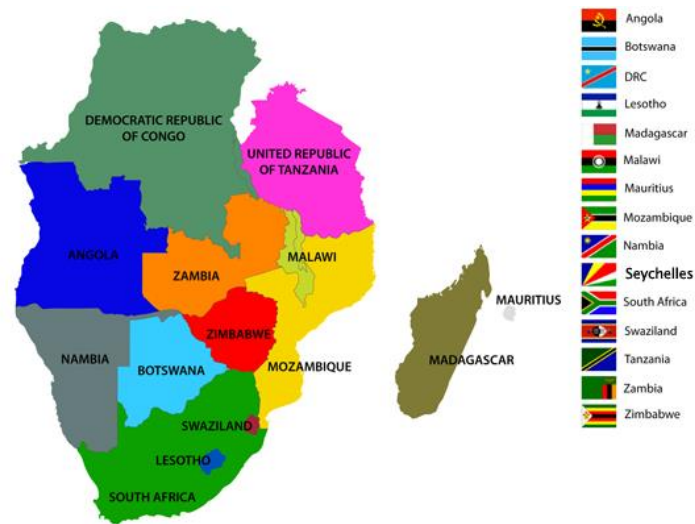 DEMOCRATIC REPUBLIC
OF CONGO
UNITED REPUBLIC
OF TANZANIA
ANGOLA
ZAMBIA
MALAWI
NAMBIA
BOTSWANA
ZIMBABWE
MOZAMBIQUE
MADAGASCAR
MAURITIUS
SWAZILAND
LESOTHO
SOUTH AFRICA
Angola
Botswana
DRC
Lesotho
Madagascar
Malawi
Mauritius
Mozambique
Nambia
Seychelles
South Africa
Swaziland
Tanzania
Zambia
Zimbabwe